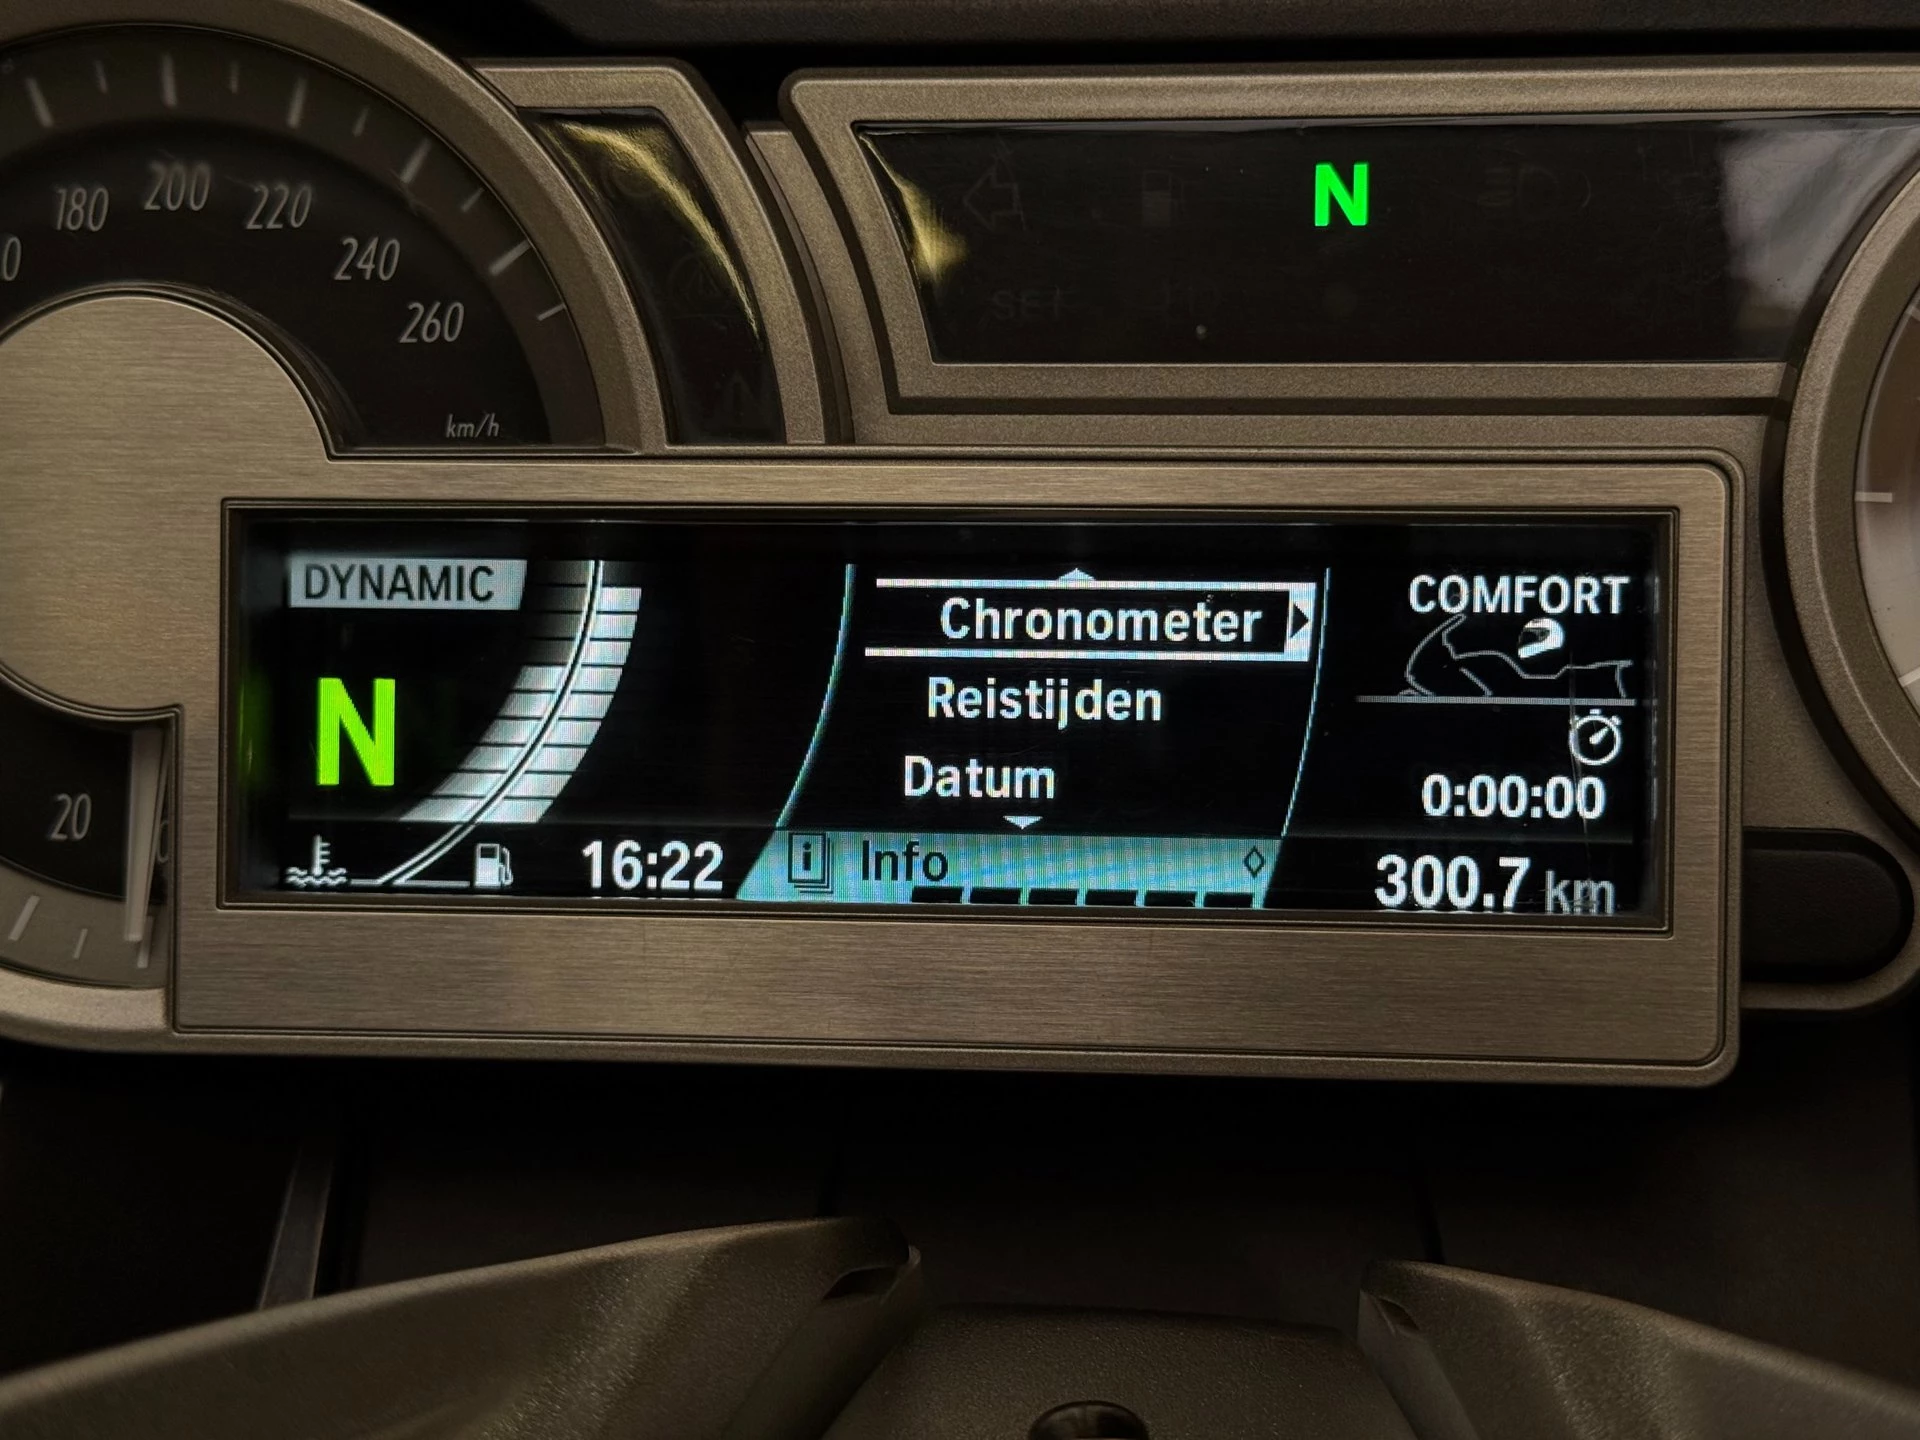 180
200
220
240
260
km/h
20
N
DYNAMIC
N
16:22
Chronometer
Reistijden
Datum
i Info
COMFORT
0:00:00
300.7 km